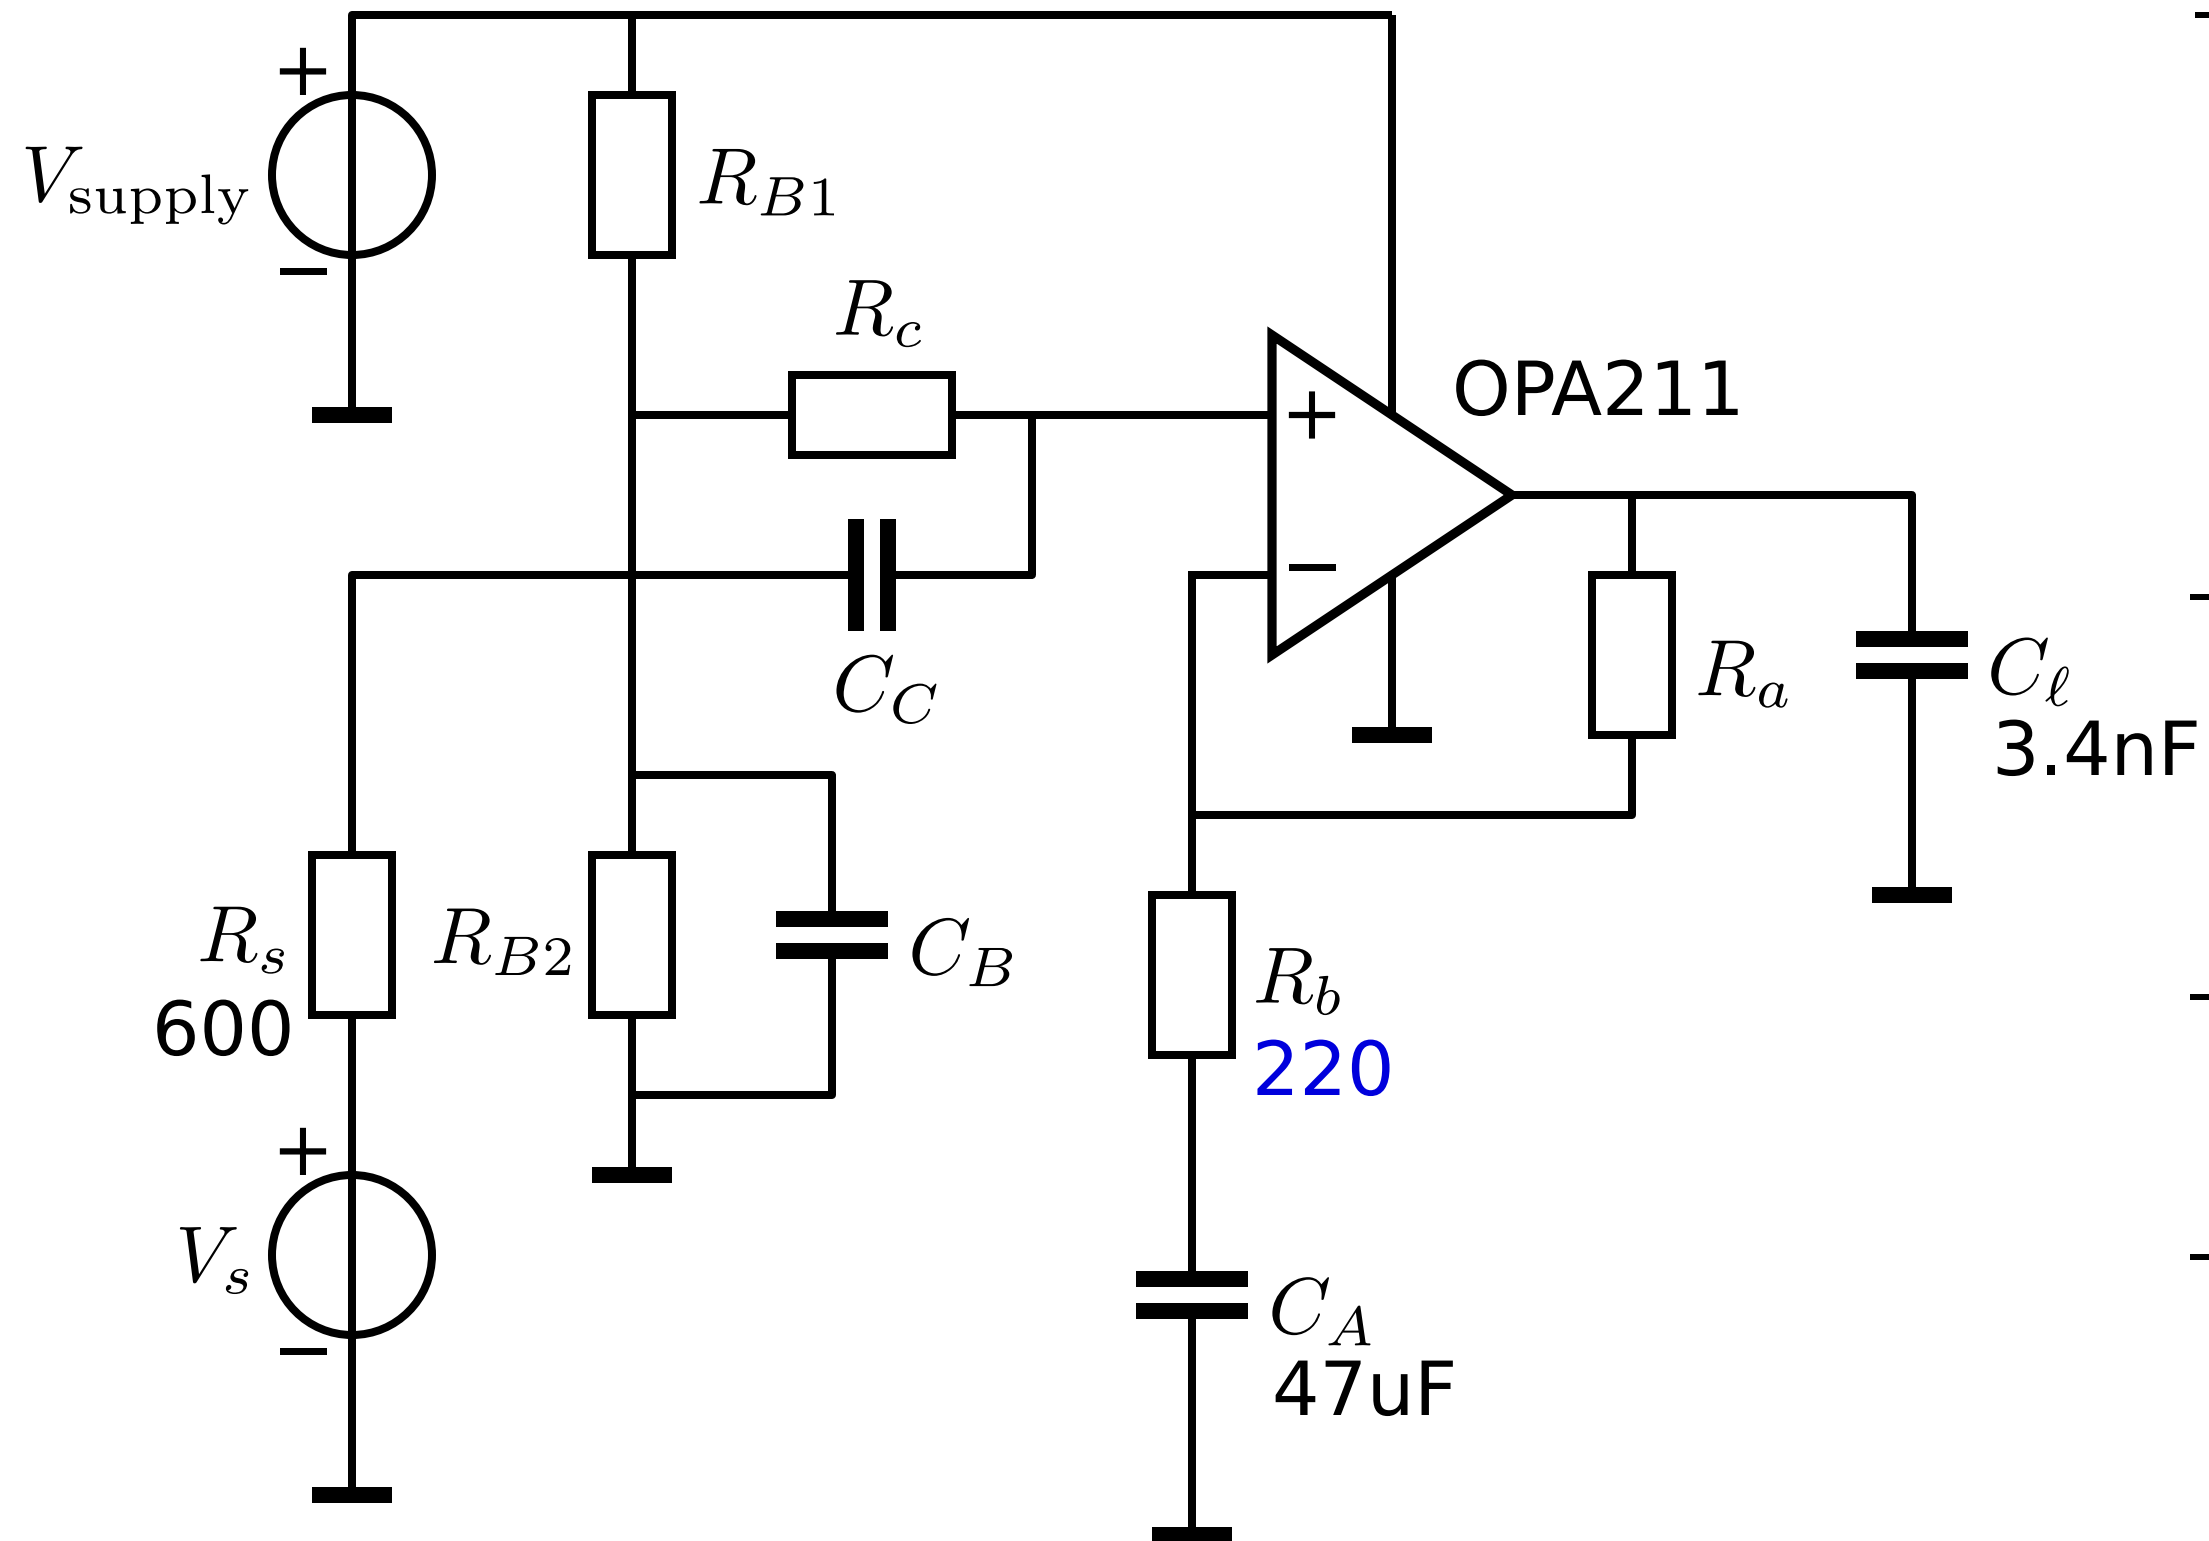 +
V_supply
−
R_B1
R_c
OPA211
+
−
C_C
R_a
C_ℓ
3.4nF
R_s
600
R_B2
C_B
R_b
220
+
V_s
−
C_A
47uF